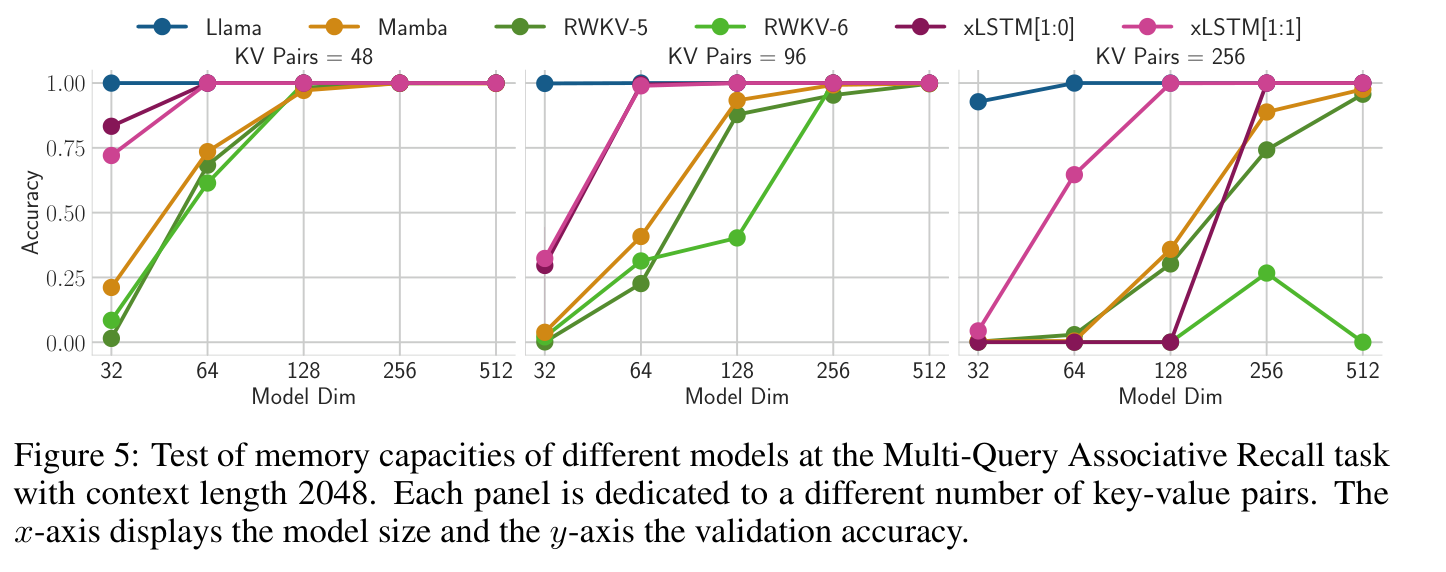 Llama Mamba RWKV-5 RWKV-6 xLSTM[1:0] xLSTM[1:1]
KV Pairs = 48 KV Pairs = 96 KV Pairs = 256
1.00
0.75
0.50
0.25
0.00
Accuracy
32 64 128 256 512 32 64 128 256 512 32 64 128 256 512
Model Dim Model Dim Model Dim
Figure 5: Test of memory capacities of different models at the Multi-Query Associative Recall task
with context length 2048. Each panel is dedicated to a different number of key-value pairs. The
x-axis displays the model size and the y-axis the validation accuracy.